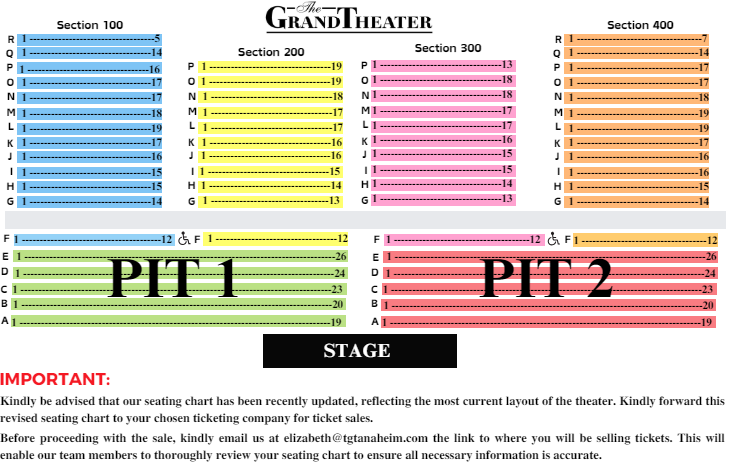 The
GRANDTHEATER
Section 100
R 1 -----5
Q 1 -----14
P 1 -----16
O 1 -----17
N 1 -----17
M 1 -----18
L 1 -----19
K 1 -----17
J 1 -----16
I 1 -----15
H 1 -----15
G 1 -----14
Section 200
P 1 -----19
O 1 -----19
N 1 -----18
M 1 -----17
L 1 -----17
K 1 -----16
J 1 -----16
I 1 -----15
H 1 -----14
G 1 -----13
Section 300
P 1 -----13
O 1 -----18
N 1 -----18
M 1 -----17
L 1 -----17
K 1 -----16
J 1 -----15
I 1 -----15
H 1 -----14
G 1 -----13
Section 400
R 1 -----7
Q 1 -----14
P 1 -----17
O 1 -----17
N 1 -----18
M 1 -----18
L 1 -----19
K 1 -----17
J 1 -----16
I 1 -----16
H 1 -----15
G 1 -----14
F 1 -----12 F 1 -----12
E 1 -----26
D 1 -----24
C 1 -----23
B 1 -----20
A 1 -----19
PIT 1
F 1 -----12 F 1 -----12
E 1 -----26
D 1 -----24
C 1 -----23
B 1 -----20
A 1 -----19
PIT 2
STAGE
IMPORTANT:
Kindly be advised that our seating chart has been recently updated, reflecting the most current layout of the theater. Kindly forward this
revised seating chart to your chosen ticketing company for ticket sales.
Before proceeding with the sale, kindly email us at elizabeth@tgtanaheim.com the link to where you will be selling tickets. This will
enable our team members to thoroughly review your seating chart to ensure all necessary information is accurate.